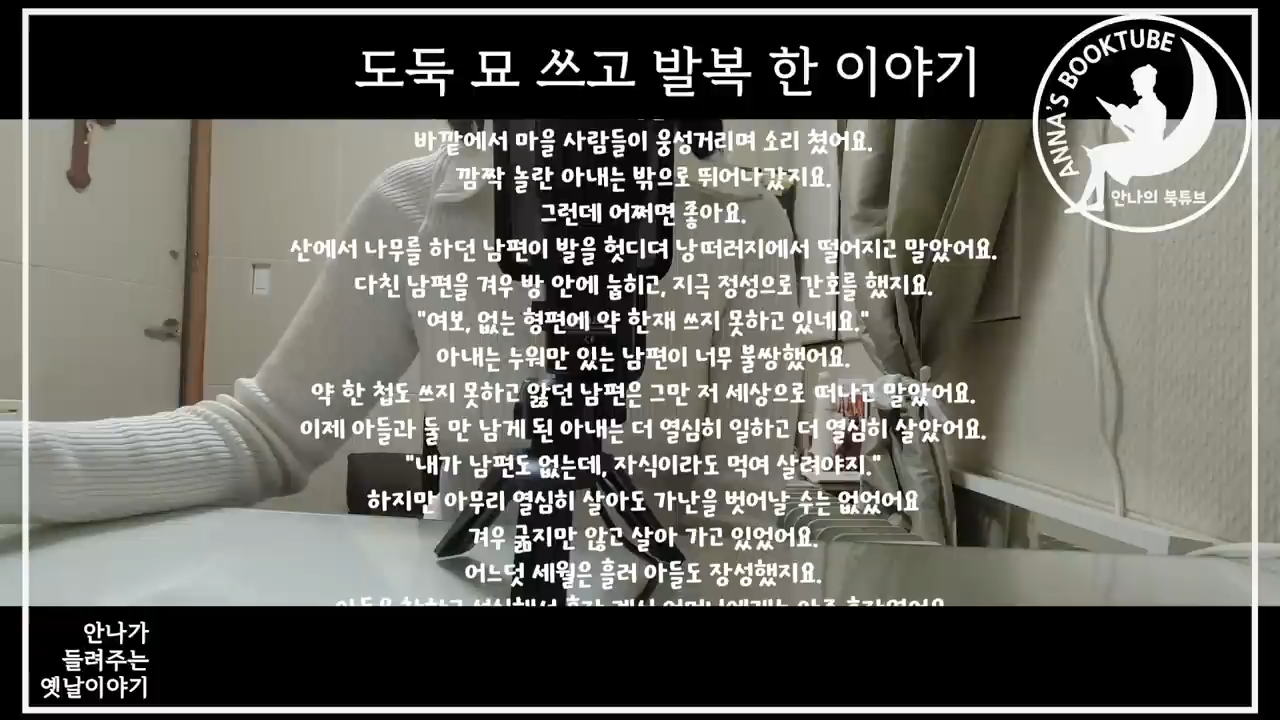 도둑 묘 쓰고 발복 한 이야기
ANNA'S BOOKTUBE
안나의 북튜브
바깥에서 마을 사람들이 웅성거리며 소리 쳤어요.
깜짝 놀란 아내는 밖으로 뛰어나갔지요.
그런데 어쩌면 좋아요.
산에서 나무를 하던 남편이 발을 헛디뎌 낭떠러지에서 떨어지고 말았어요.
다친 남편을 겨우 방 안에 눕히고, 지극 정성으로 간호를 했지요.
"여보, 없는 형편에 약 한재 쓰지 못하고 있네요."
아내는 누워만 있는 남편이 너무 불쌍했어요.
약 한 첩도 쓰지 못하고 앓던 남편은 그만 저 세상으로 떠나고 말았어요.
이제 아들과 둘 만 남게 된 아내는 더 열심히 일하고 더 열심히 살았어요.
"내가 남편도 없는데, 자식이라도 먹여 살려야지."
하지만 아무리 열심히 살아도 가난을 벗어날 수는 없었어요
겨우 굶지만 않고 살아 가고 있었어요.
어느덧 세월은 흘러 아들도 장성했지요.
안나가
들려주는
옛날이야기